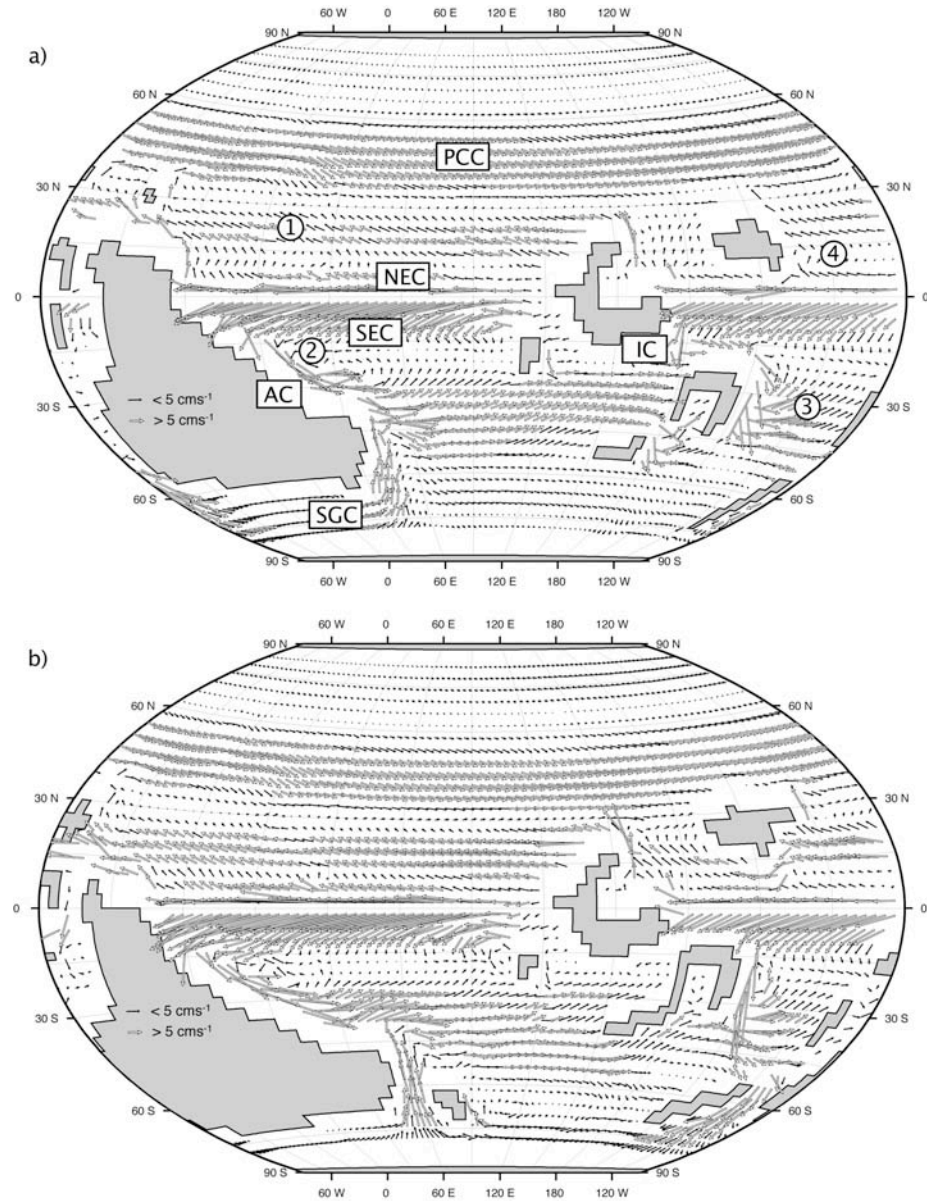 60 W 0 60 E 120 E 180 120 W
90 N 90 N
a)
60 N 60 N
PCC
30 N 30 N
1
4
NEC
0 0
SEC
2
IC
AC
3
< 5 cms-1
> 5 cms-1
30 S 30 S
60 S 60 S
SGC
90 S 90 S
60 W 0 60 E 120 E 180 120 W
60 W 0 60 E 120 E 180 120 W
90 N 90 N
b)
60 N 60 N
30 N 30 N
0 0
< 5 cms-1
> 5 cms-1
30 S 30 S
60 S 60 S
90 S 90 S
60 W 0 60 E 120 E 180 120 W